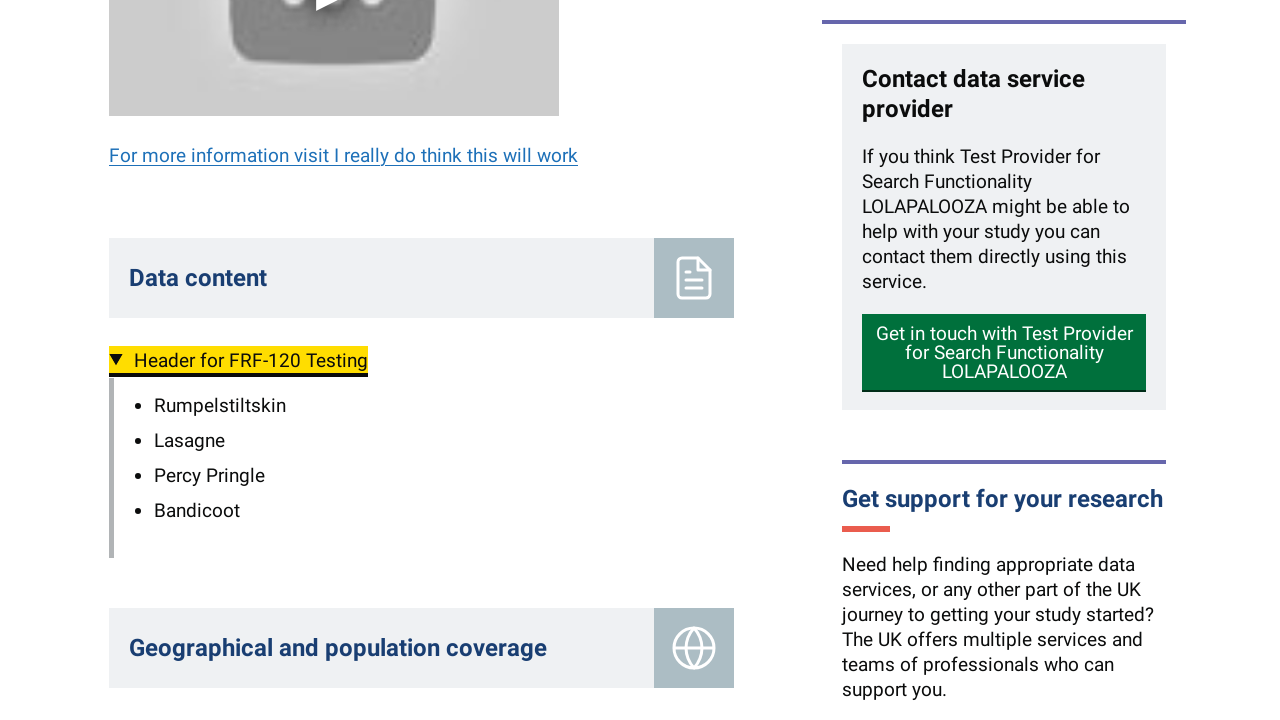 For more information visit I really do think this will work
Data content
Header for FRF-120 Testing
Rumpelstiltskin
Lasagne
Percy Pringle
Bandicoot
Geographical and population coverage
Contact data service
provider
If you think Test Provider for
Search Functionality
LOLAPALOOZA might be able to
help with your study you can
contact them directly using this
service.
Get in touch with Test Provider
for Search Functionality
LOLAPALOOZA
Get support for your research
Need help finding appropriate data
services, or any other part of the UK
journey to getting your study started?
The UK offers multiple services and
teams of professionals who can
support you.